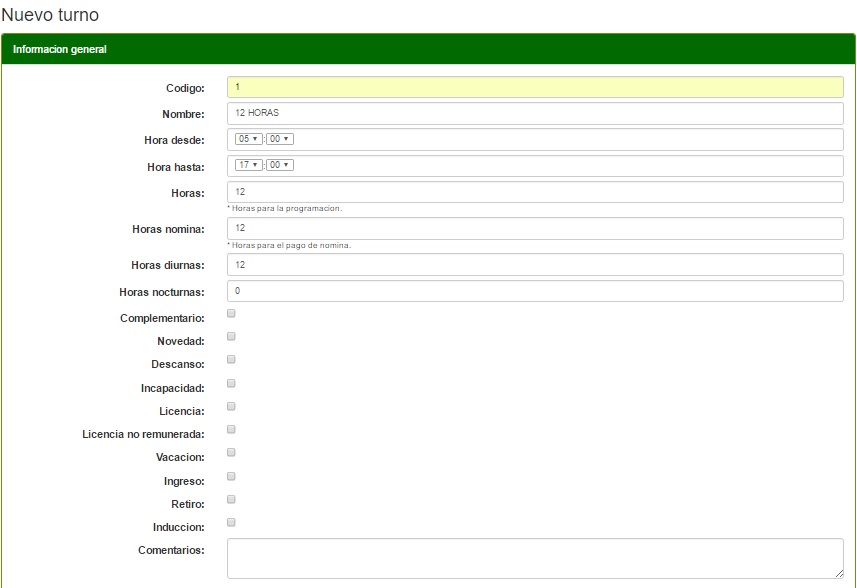 Nuevo turno
Informacion general
Codigo: 1
Nombre: 12 HORAS
Hora desde: 05 : 00
Hora hasta: 17 : 00
Horas: 12
* Horas para la programacion.
Horas nomina: 12
* Horas para el pago de nomina.
Horas diurnas: 12
Horas nocturnas: 0
Complementario:
Novedad:
Descanso:
Incapacidad:
Licencia:
Licencia no remunerada:
Vacacion:
Ingreso:
Retiro:
Induccion:
Comentarios: